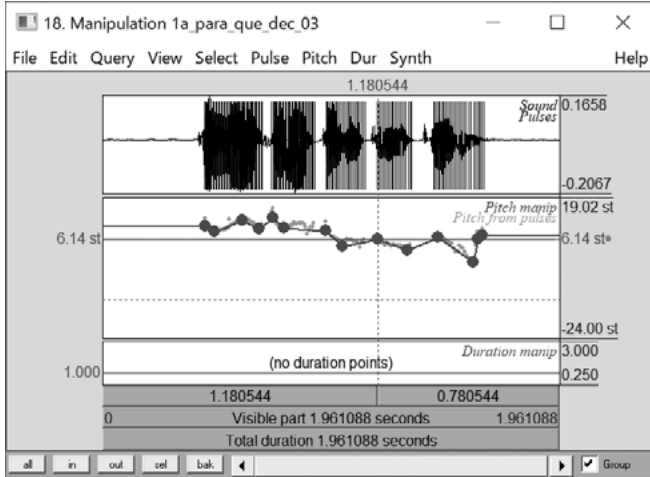 18. Manipulation 1a_para_que_dec_03
File Edit Query View Select Pulse Pitch Dur Synth Help
1.180544
Sound 0.1658
Pulses
-0.2067
Pitch manip 19.02 st
Pitch from pulses
6.14 st 6.14 st
-24.00 st
Duration manip 3.000
(no duration points)
1.000 0.250
1.180544 0.780544
0 Visible part 1.961088 seconds 1.961088
Total duration 1.961088 seconds
all in out sel bak Group